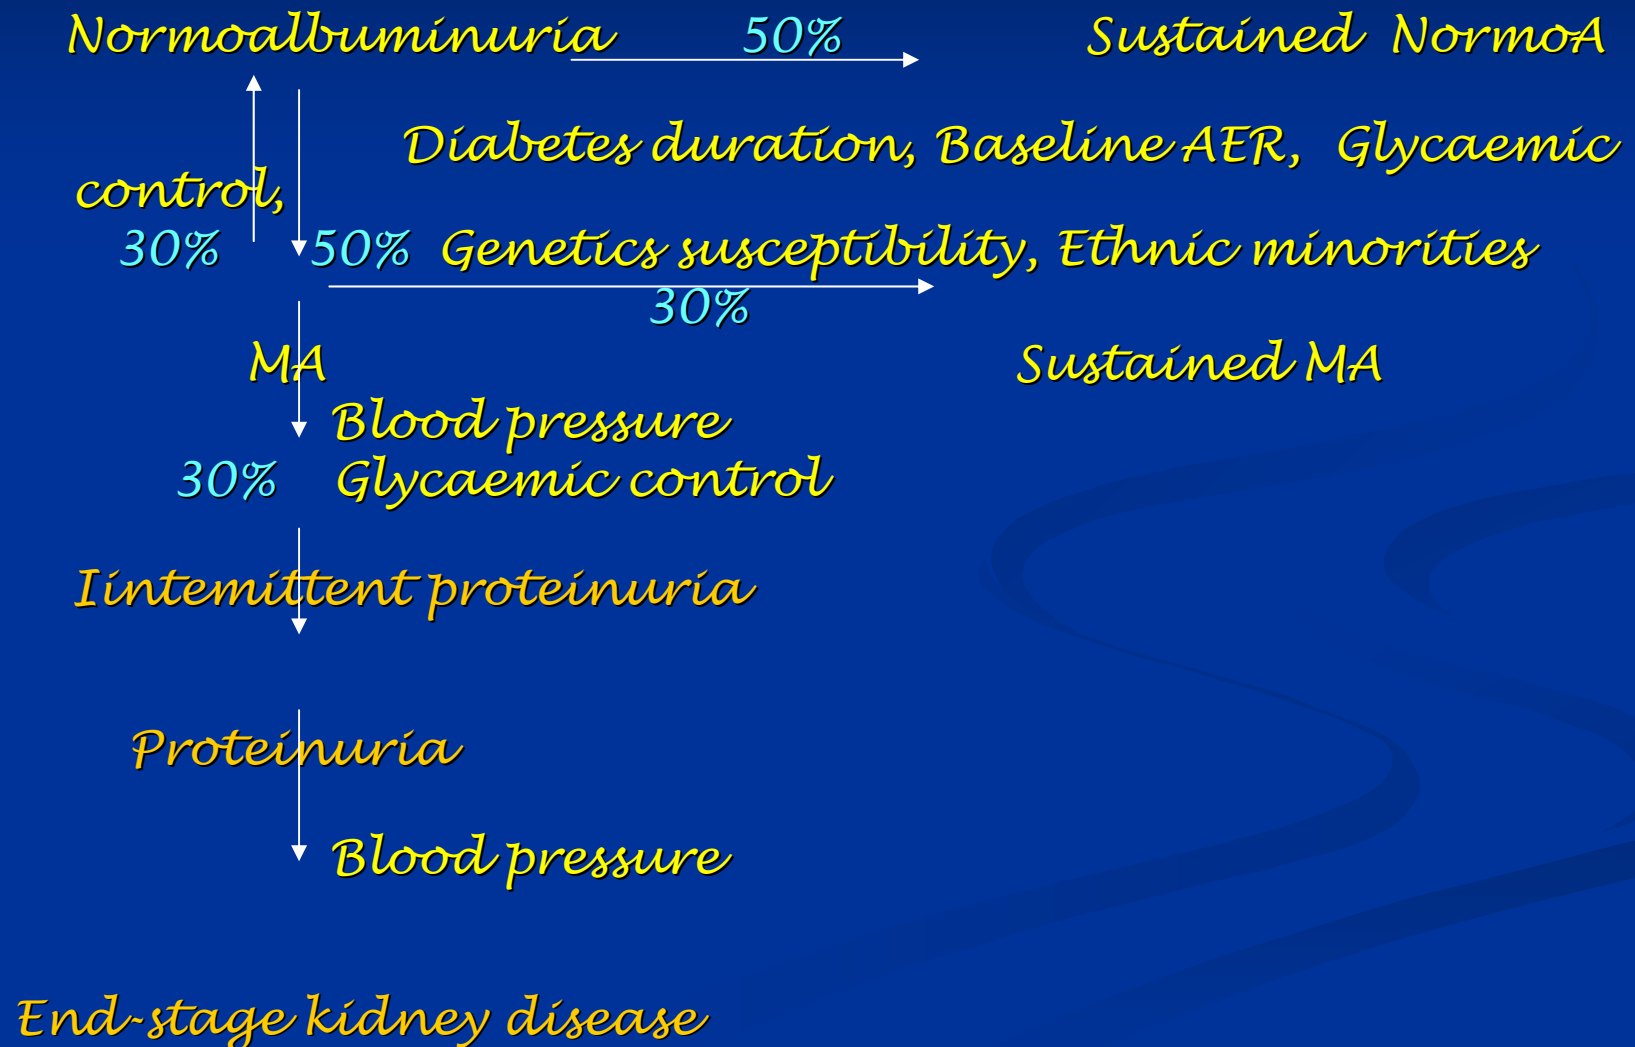 Normoalbuminuria 50% Sustained NormoA
Diabetes duration, Baseline AER, Glycaemic
control,
30% 50% Genetics susceptibility, Ethnic minorities
30%
MA Sustained MA
Blood pressure
30% Glycaemic control
Iintemittent proteinuria
Proteinuria
Blood pressure
End-stage kidney disease